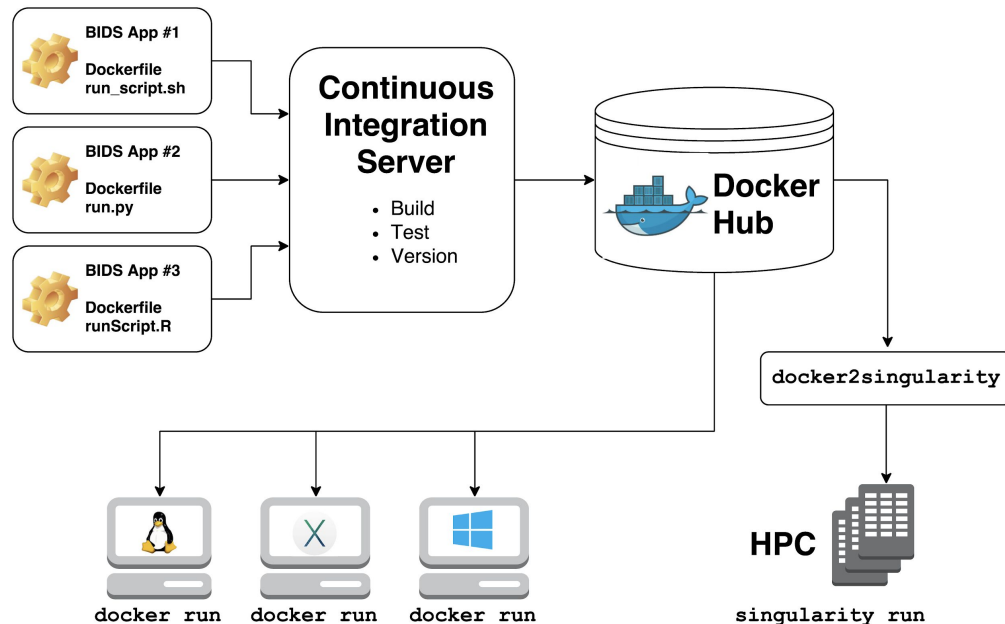 BIDS App #1
Dockerfile
run_script.sh
BIDS App #2
Dockerfile
run.py
BIDS App #3
Dockerfile
runScript.R
Continuous
Integration
Server
• Build
• Test
• Version
Docker
Hub
docker2singularity
X
docker run
docker run
docker run
HPC
singularity run